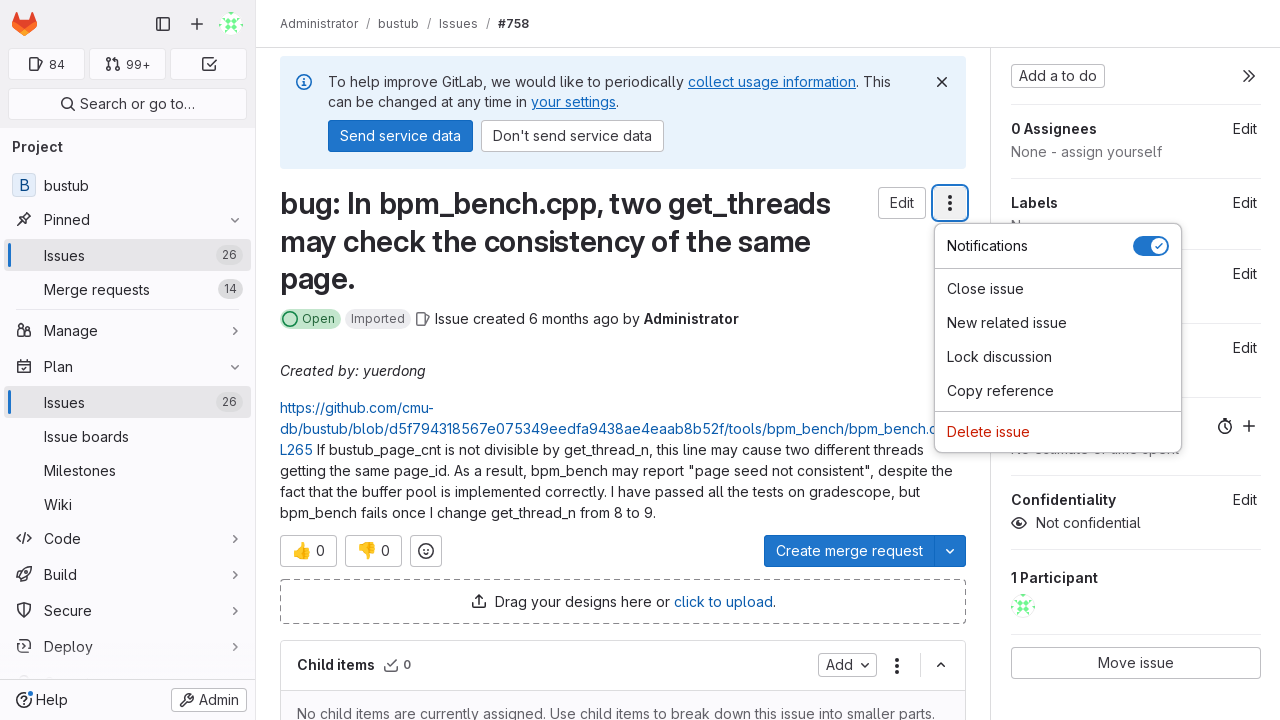 Administrator / bustub / Issues / #758
84
99+
Search or go to…
Project
B bustub
Pinned
Issues 26
Merge requests 14
Manage
Plan
Issues 26
Issue boards
Milestones
Wiki
Code
Build
Secure
Deploy
Help
Admin
To help improve GitLab, we would like to periodically collect usage information. This
can be changed at any time in your settings.
Send service data
Don't send service data
bug: In bpm_bench.cpp, two get_threads
may check the consistency of the same
page.
Edit
Open Imported Issue created 6 months ago by Administrator
Created by: yuerdong
https://github.com/cmu-
db/bustub/blob/d5f794318567e075349eedfa9438ae4eaab8b52f/tools/bpm_bench/bpm_bench.c
L265 If bustub_page_cnt is not divisible by get_thread_n, this line may cause two different threads
getting the same page_id. As a result, bpm_bench may report "page seed not consistent", despite the
fact that the buffer pool is implemented correctly. I have passed all the tests on gradescope, but
bpm_bench fails once I change get_thread_n from 8 to 9.
👍 0
👎 0
Create merge request
Drag your designs here or click to upload.
Child items 0
Add
No child items are currently assigned. Use child items to break down this issue into smaller parts.
Notifications
Close issue
New related issue
Lock discussion
Copy reference
Delete issue
Add a to do
0 Assignees Edit
None - assign yourself
Labels Edit
Edit
Edit
Confidentiality Edit
Not confidential
1 Participant
Move issue